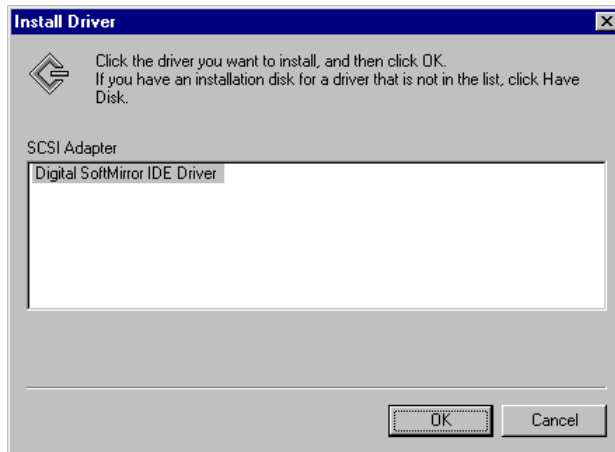 Install Driver
Click the driver you want to install, and then click OK.
If you have an installation disk for a driver that is not in the list, click Have
Disk.
SCSI Adapter
Digital SoftMirror IDE Driver
OK
Cancel